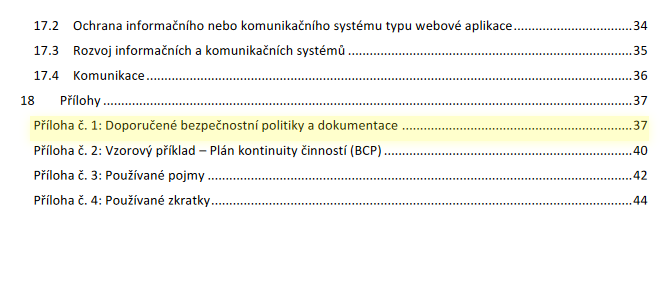 17.2 Ochrana informačního nebo komunikačního systému typu webové aplikace....................34
17.3 Rozvoj informačních a komunikačních systémů ....................35
17.4 Komunikace....................36
18 Přílohy ....................37
Příloha č. 1: Doporučené bezpečnostní politiky a dokumentace ....................37
Příloha č. 2: Vzorový příklad – Plán kontinuity činností (BCP)....................40
Příloha č. 3: Používané pojmy ....................42
Příloha č. 4: Používané zkratky....................44